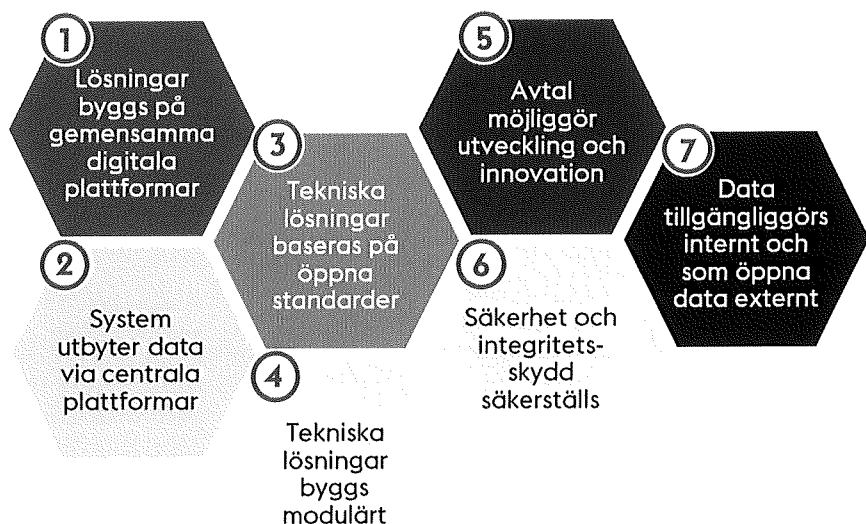 1
Lösningar
byggs på
gemensamma
digitala
plattformar
2
System
utbyter data
via centrala
plattformar
3
Tekniska
lösningar
baseras på
öppna
standarder
4
Tekniska
lösningar
byggs
modulärt
5
Avtal
möjliggör
utveckling och
innovation
6
Säkerhet och
integritets-
skydd
säkerställs
7
Data
tillgängliggörs
internt och
som öppna
data externt